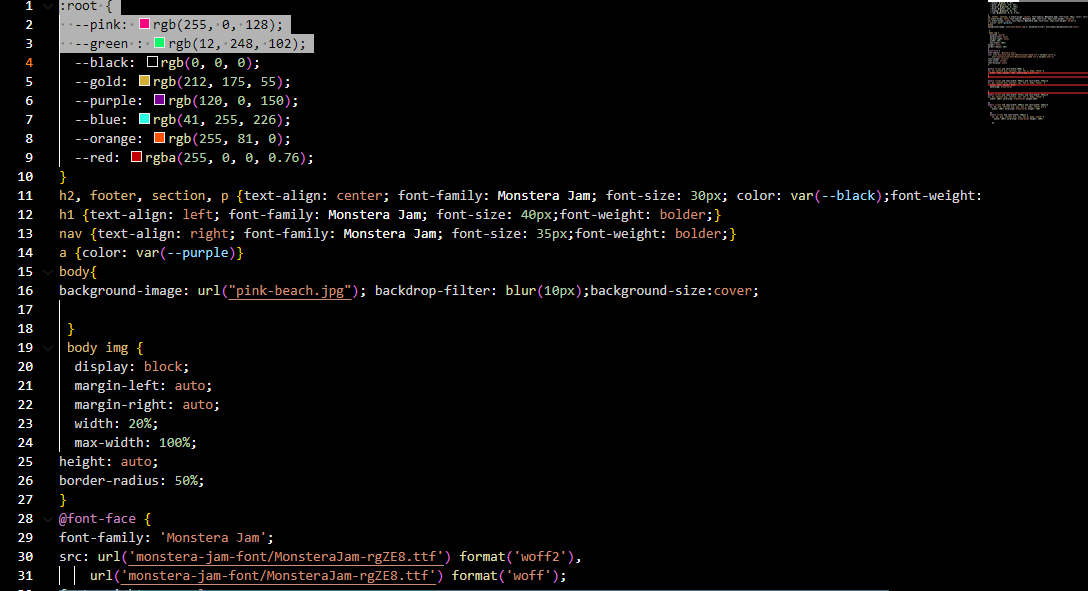 1 :root {
2 --pink: rgb(255, 0, 128);
3 --green : rgb(12, 248, 102);
4 --black: rgb(0, 0, 0);
5 --gold: rgb(212, 175, 55);
6 --purple: rgb(120, 0, 150);
7 --blue: rgb(41, 255, 226);
8 --orange: rgb(255, 81, 0);
9 --red: rgba(255, 0, 0, 0.76);
10 }
11 h2, footer, section, p {text-align: center; font-family: Monstera Jam; font-size: 30px; color: var(--black);font-weight:
12 h1 {text-align: left; font-family: Monstera Jam; font-size: 40px;font-weight: bolder;}
13 nav {text-align: right; font-family: Monstera Jam; font-size: 35px;font-weight: bolder;}
14 a {color: var(--purple)}
15 body{
16 background-image: url("pink-beach.jpg"); backdrop-filter: blur(10px);background-size:cover;
17
18 }
19 body img {
20 display: block;
21 margin-left: auto;
22 margin-right: auto;
23 width: 20%;
24 max-width: 100%;
25 height: auto;
26 border-radius: 50%;
27 }
28 @font-face {
29 font-family: 'Monstera Jam';
30 src: url('monstera-jam-font/MonsteraJam-rgZE8.ttf') format('woff2'),
31 url('monstera-jam-font/MonsteraJam-rgZE8.ttf') format('woff');